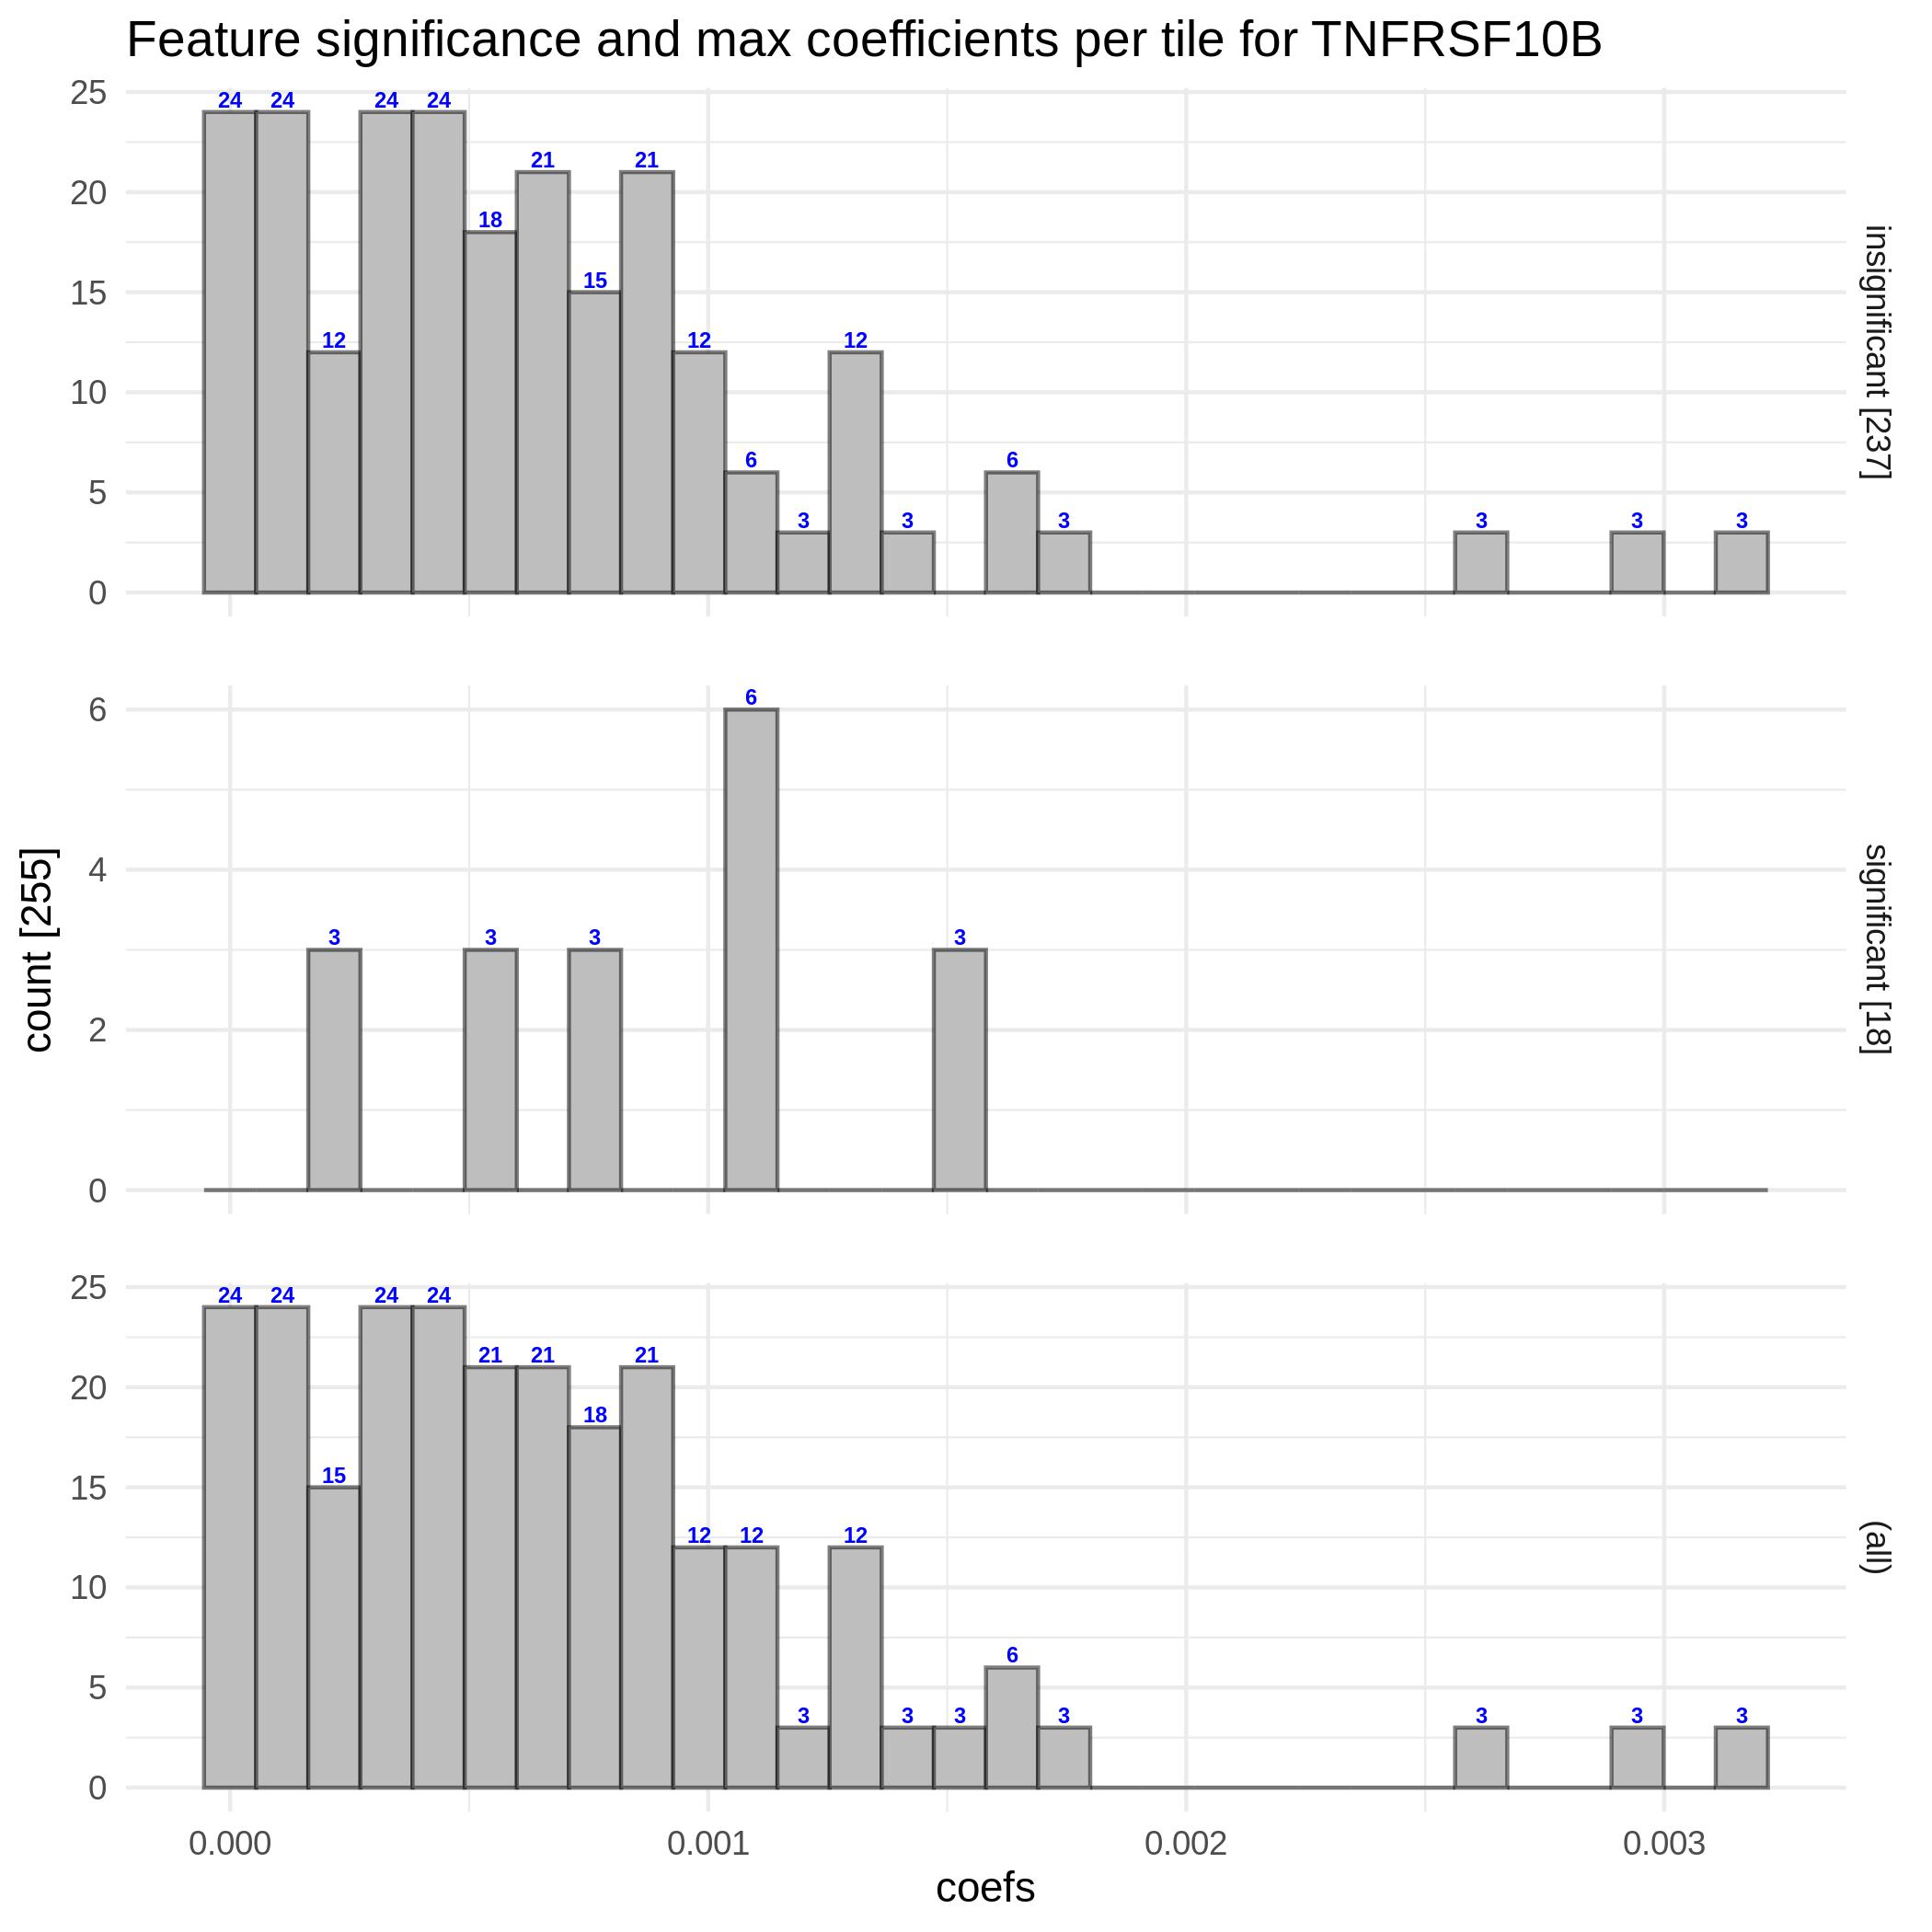 Feature significance and max coefficients per tile for TNFRSF10B
25
20
15
10
5
0
24 24 12 24 24 18 21 15 21 12 6 3 12 3 6 3 3 3 3
insignificant [237]
count [255]
6
4
2
0
3 3 3 6 3
significant [18]
25
20
15
10
5
0
24 24 15 24 24 21 21 18 21 12 12 3 12 3 3 6 3 3 3 3
(all)
0.000 0.001 0.002 0.003
coefs